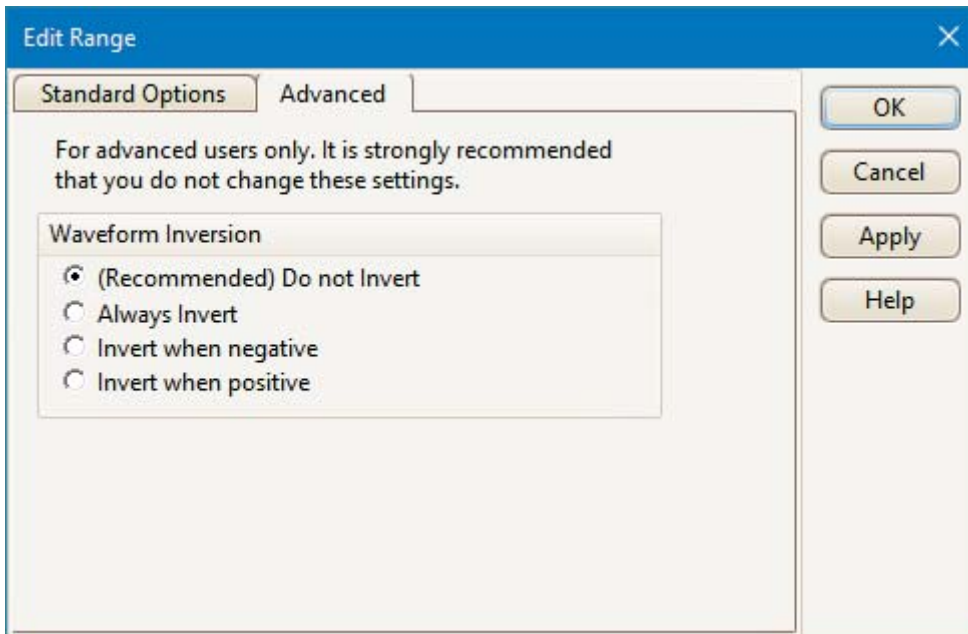 Edit Range
Standard Options
Advanced
For advanced users only. It is strongly recommended
that you do not change these settings.
Waveform Inversion
(Recommended) Do not Invert
Always Invert
Invert when negative
Invert when positive
OK
Cancel
Apply
Help